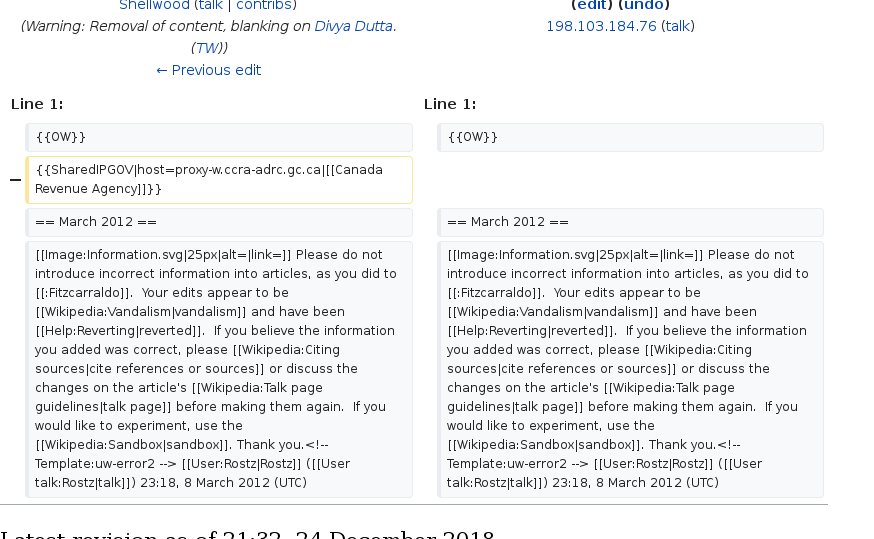 Shellwood (talk | contribs)
(Warning: Removal of content, blanking on Divya Dutta.
(TW))
← Previous edit
(edit) (undo)
198.103.184.76 (talk)
Line 1:
Line 1:
{{OW}}
{{OW}}
− {{SharedIPGOV|host=proxy-w.ccra-adrc.gc.ca|[[Canada
Revenue Agency]]}}
== March 2012 ==
== March 2012 ==
[[Image:Information.svg|25px|alt=|link=]] Please do not
introduce incorrect information into articles, as you did to
[[:Fitzcarraldo]].  Your edits appear to be
[[Wikipedia:Vandalism|vandalism]] and have been
[[Help:Reverting|reverted]].  If you believe the information
you added was correct, please [[Wikipedia:Citing
sources|cite references or sources]] or discuss the
changes on the article's [[Wikipedia:Talk page
guidelines|talk page]] before making them again.  If you
would like to experiment, use the
[[Wikipedia:Sandbox|sandbox]]. Thank you.<!--
Template:uw-error2 --> [[User:Rostz|Rostz]] ([[User
talk:Rostz|talk]]) 23:18, 8 March 2012 (UTC)
[[Image:Information.svg|25px|alt=|link=]] Please do not
introduce incorrect information into articles, as you did to
[[:Fitzcarraldo]].  Your edits appear to be
[[Wikipedia:Vandalism|vandalism]] and have been
[[Help:Reverting|reverted]].  If you believe the information
you added was correct, please [[Wikipedia:Citing
sources|cite references or sources]] or discuss the
changes on the article's [[Wikipedia:Talk page
guidelines|talk page]] before making them again.  If you
would like to experiment, use the
[[Wikipedia:Sandbox|sandbox]]. Thank you.<!--
Template:uw-error2 --> [[User:Rostz|Rostz]] ([[User
talk:Rostz|talk]]) 23:18, 8 March 2012 (UTC)
Latest revision as of 21:32, 24 December 2018